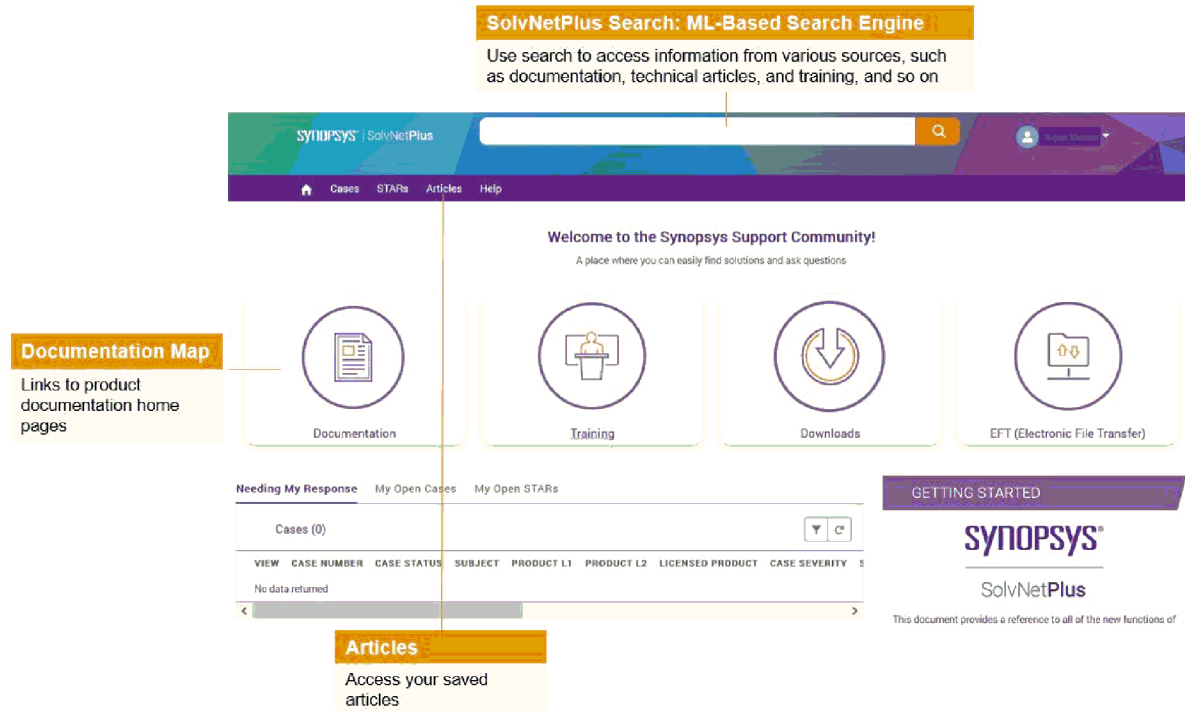 SolvNetPlus Search: ML-Based Search Engine
Use search to access information from various sources, such
as documentation, technical articles, and training, and so on
SYNOPSYS® | SolvNetPlus
Cases STARs Articles Help
Welcome to the Synopsys Support Community!
A place where you can easily find solutions and ask questions
Documentation Map
Links to product
documentation home
pages
Documentation
Training
Downloads
EFT (Electronic File Transfer)
Needing My Response My Open Cases My Open STARs
GETTING STARTED
Cases (0)
VIEW CASE NUMBER CASE STATUS SUBJECT PRODUCT L1 PRODUCT L2 LICENSED PRODUCT CASE SEVERITY S
No data returned
SYNOPSYS®
SolvNetPlus
This document provides a reference to all of the new functions of
Articles
Access your saved
articles